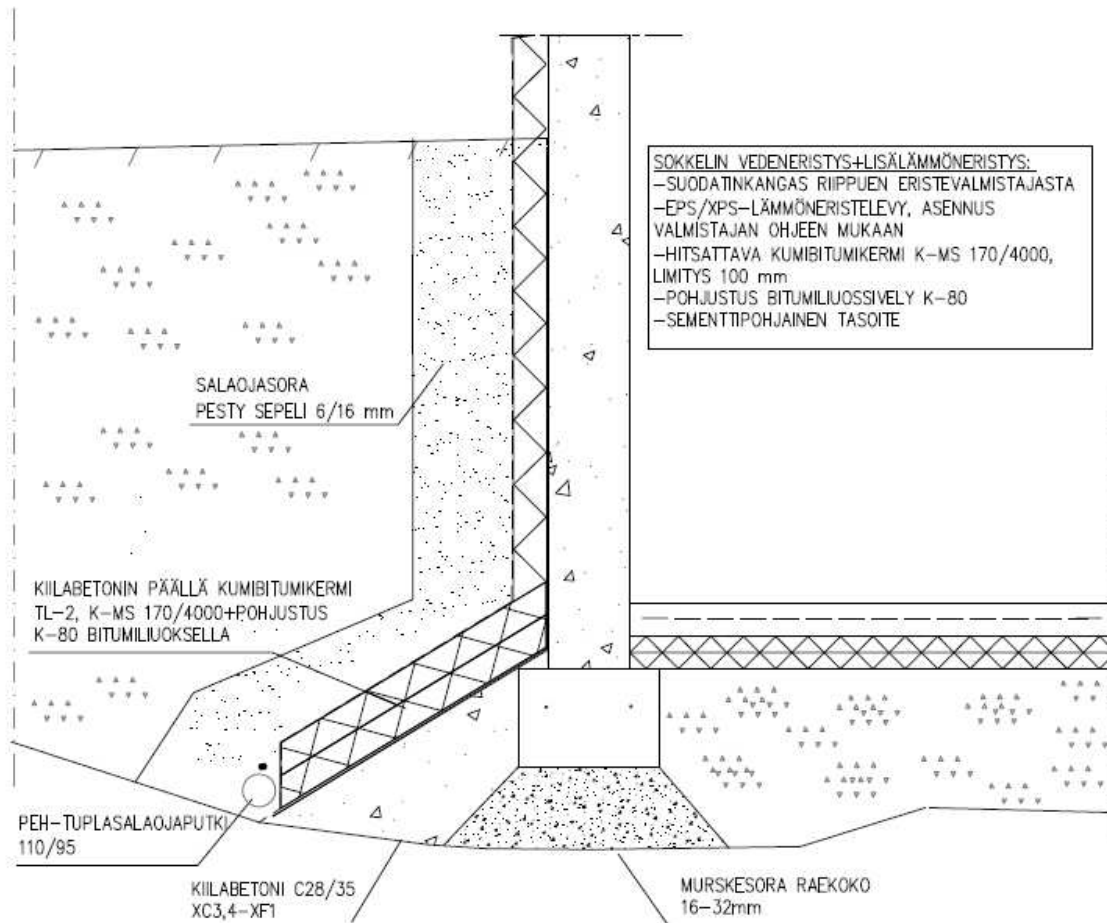 SOKKELIN VEDENERISTYS+LISÄLÄMMÖNERISTYS:
-SUODATINKANGAS RIIPPUEN ERISTEVALMISTAJASTA
-EPS/XPS-LÄMMÖNERISTELEVY, ASENNUS
VALMISTAJAN OHJEEN MUKAAN
-HITSATTAVA KUMIBITUMIKERMI K-MS 170/4000,
LIMITYS 100 mm
-POHJUSTUS BITUMILIUOSSIVELY K-80
-SEMENTTIPOHJAINEN TASOITE
SALAOJASORA
PESTY SEPELI 6/16 mm
KIILABETONIN PÄÄLLÄ KUMIBITUMIKERMI
TL-2, K-MS 170/4000+POHJUSTUS
K-80 BITUMILIUOKSELLA
PEH-TUPLASALAOJAPUTKI
110/95
KIILABETONI C28/35
XC3,4-XF1
MURSKESORA RAEKOKO
16-32mm